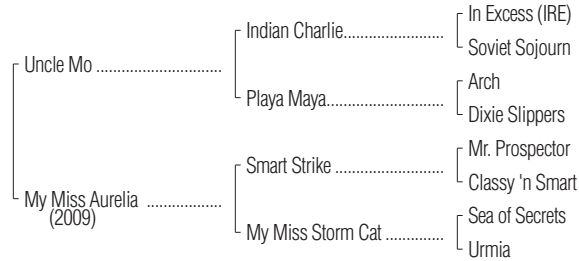 In Excess (IRE)
Indian Charlie....................
Soviet Sojourn
Uncle Mo ............................
Arch
Playa Maya.......................
Dixie Slippers
Mr. Prospector
Smart Strike .....................
Classy 'n Smart
My Miss Aurelia .................
(2009)
Sea of Secrets
My Miss Storm Cat .............
Urmia